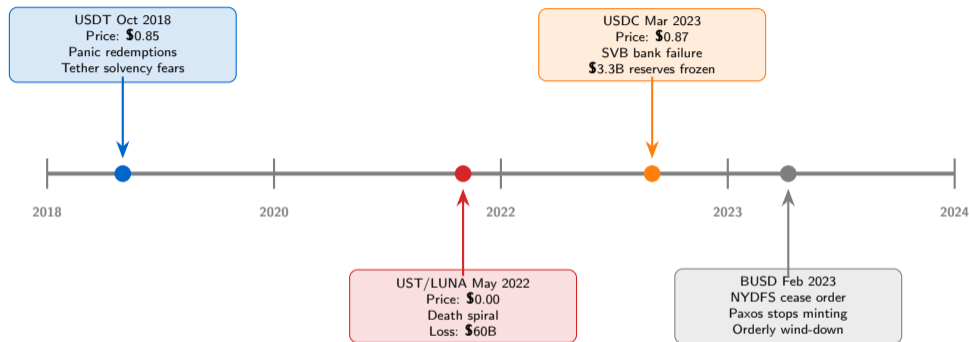 USDT Oct 2018
Price: $0.85
Panic redemptions
Tether solvency fears
USDC Mar 2023
Price: $0.87
SVB bank failure
$3.3B reserves frozen
2018
2020
2022
2023
2024
UST/LUNA May 2022
Price: $0.00
Death spiral
Loss: $60B
BUSD Feb 2023
NYDFS cease order
Paxos stops minting
Orderly wind-down